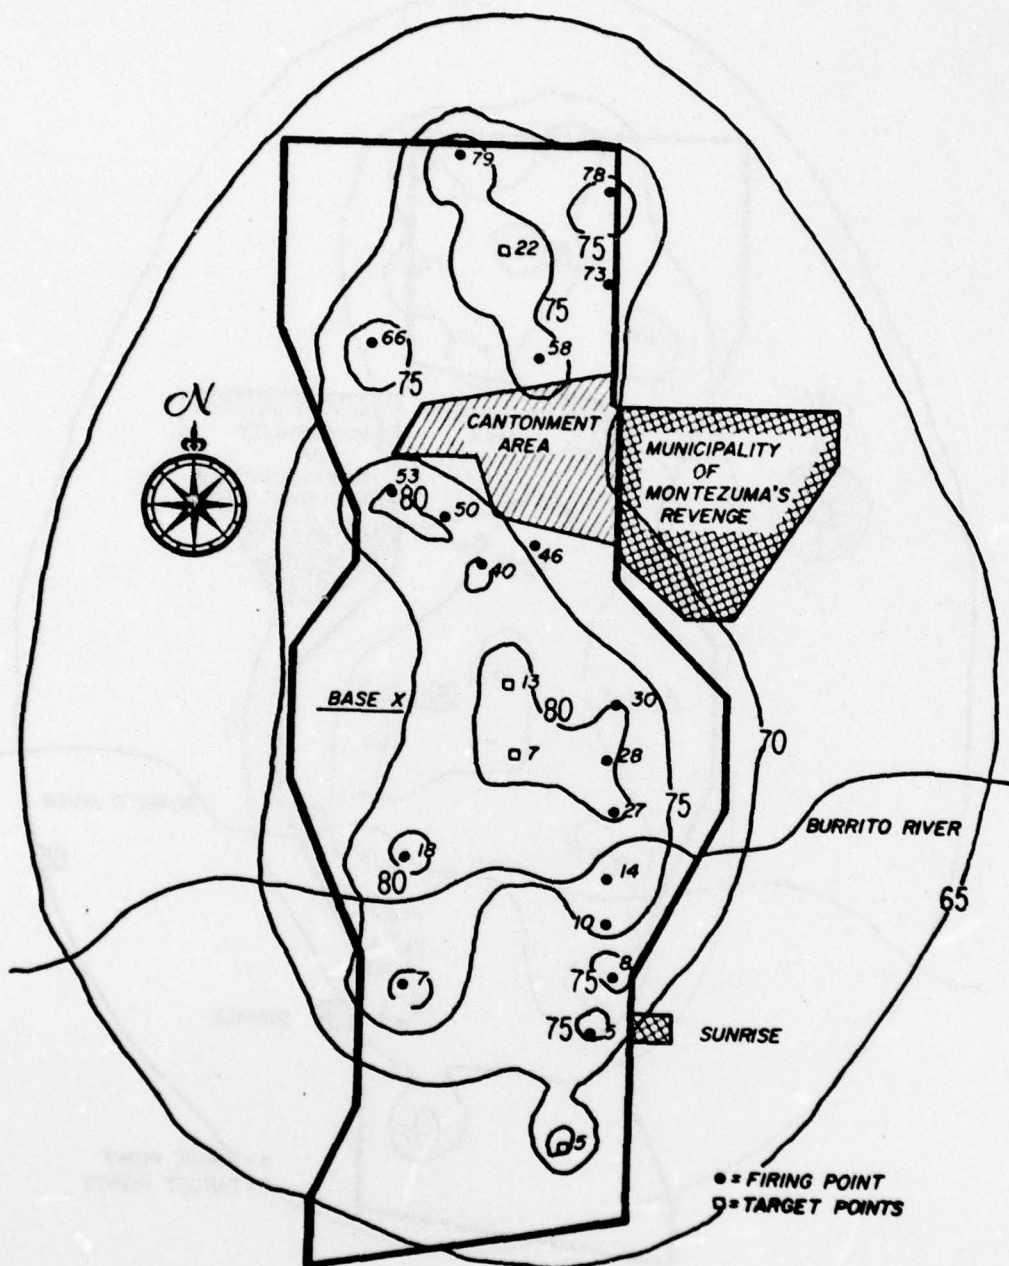 79
78
22
75
73
75
66
58
75
N
CANTONMENT
AREA
MUNICIPALITY
OF
MONTEZUMA'S
REVENGE
53
80
50
46
40
13
BASE X
80
30
70
7
28
75
27
BURRITO RIVER
18
80
14
65
10
75
8
7
75
5
SUNRISE
5
● = FIRING POINT
□ = TARGET POINTS